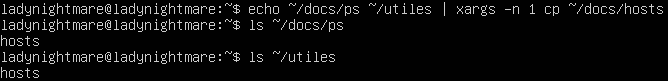 ladynightmare@ladynightmare:~$ echo ~/docs/ps ~/utiles | xargs -n 1 cp ~/docs/hosts
ladynightmare@ladynightmare:~$ ls ~/docs/ps
hosts
ladynightmare@ladynightmare:~$ ls ~/utiles
hosts